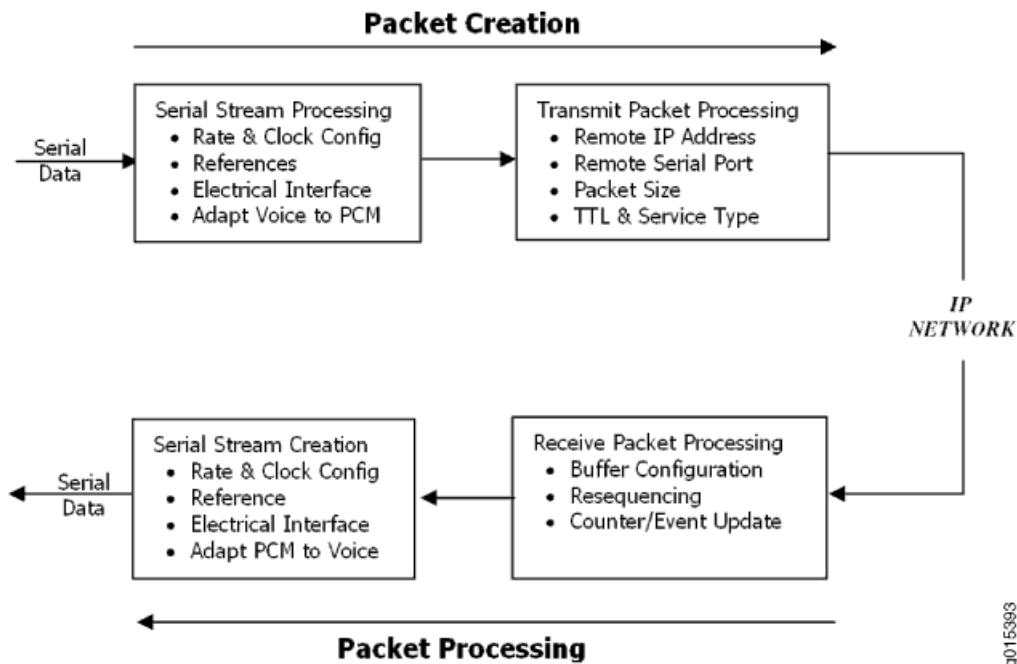 Packet Creation
Serial
Data
Serial Stream Processing
• Rate & Clock Config
• References
• Electrical Interface
• Adapt Voice to PCM
Transmit Packet Processing
• Remote IP Address
• Remote Serial Port
• Packet Size
• TTL & Service Type
IP
NETWORK
Receive Packet Processing
• Buffer Configuration
• Resequencing
• Counter/Event Update
Serial Stream Creation
• Rate & Clock Config
• Reference
• Electrical Interface
• Adapt PCM to Voice
Serial
Data
Packet Processing
g015393